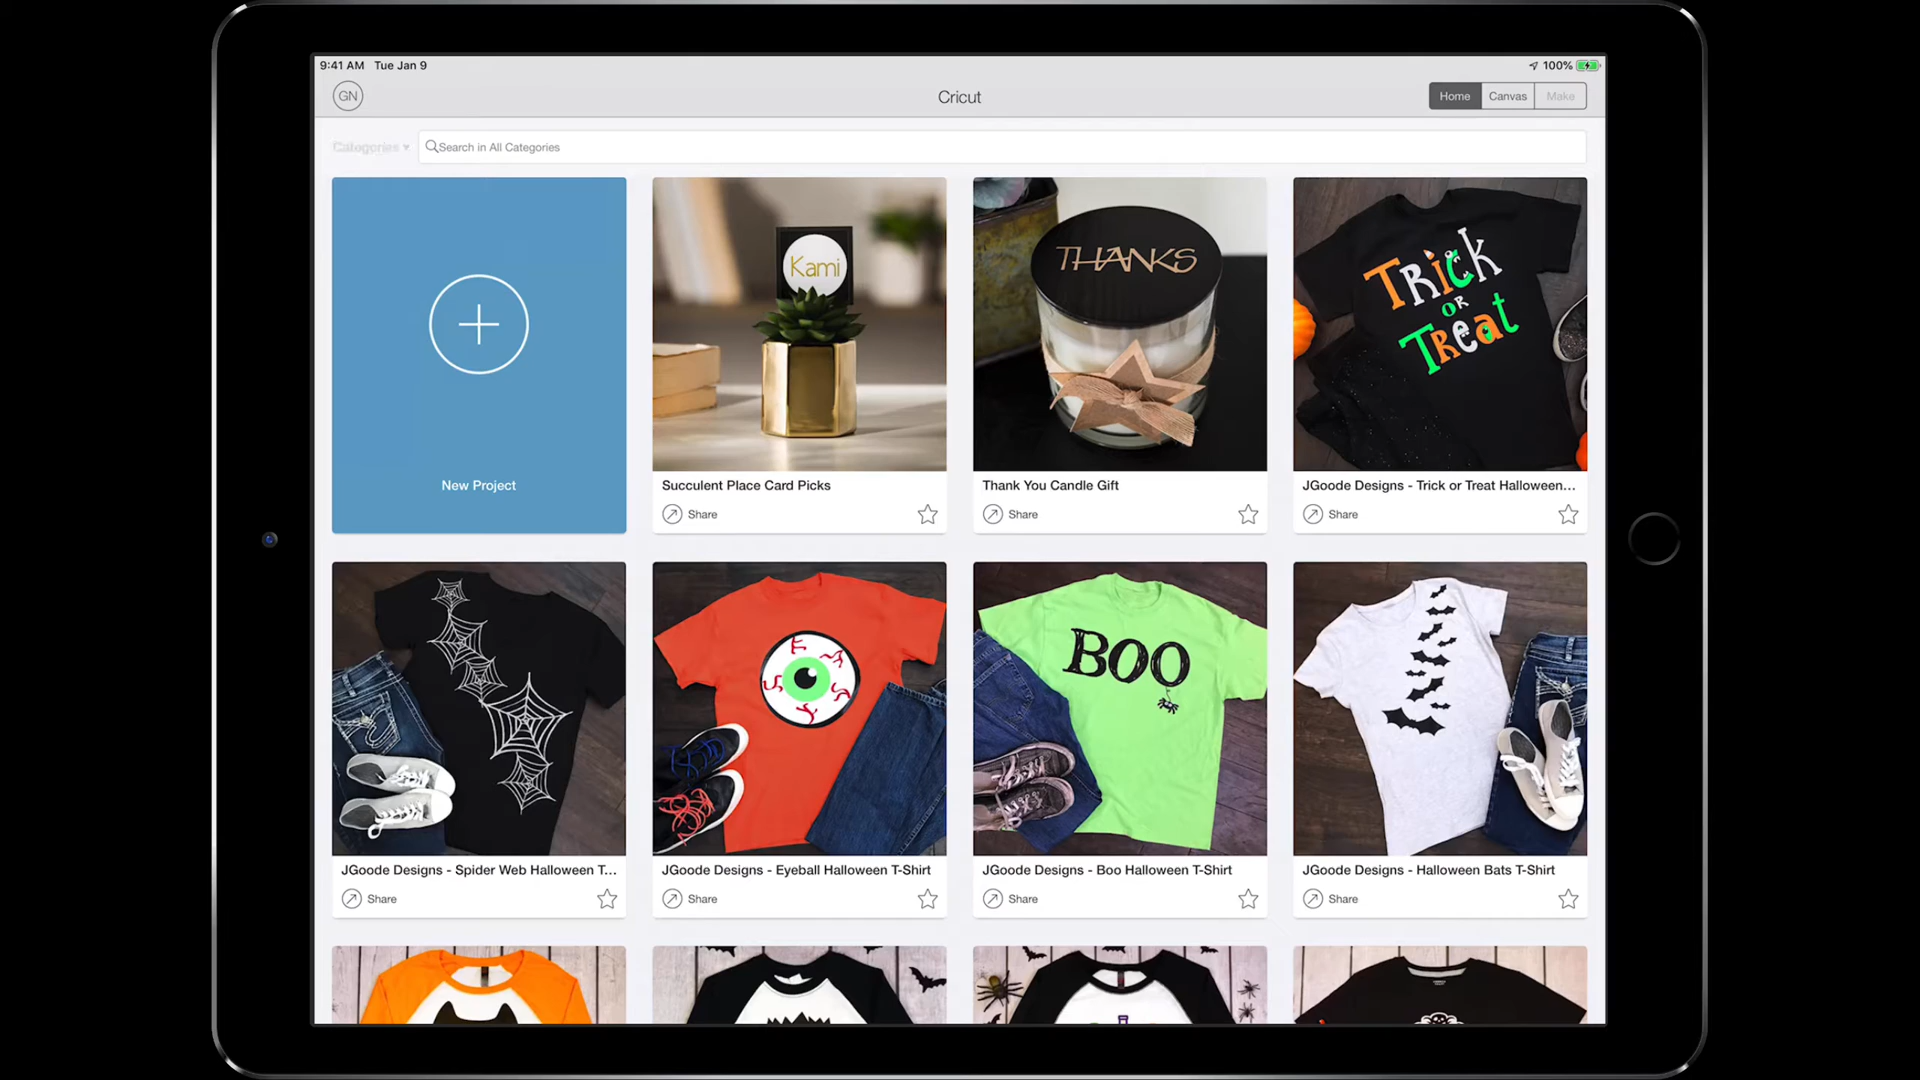 9:41 AM Tue Jan 9
100%
GN
Cricut
Home
Canvas
Make
Categories ▾
Search in All Categories
New Project
Kami
Succulent Place Card Picks
Share
THANKS
Thank You Candle Gift
Share
TRicK
OR
TReat
JGoode Designs - Trick or Treat Halloween...
Share
JGoode Designs - Spider Web Halloween T...
Share
JGoode Designs - Eyeball Halloween T-Shirt
Share
BOO
JGoode Designs - Boo Halloween T-Shirt
Share
JGoode Designs - Halloween Bats T-Shirt
Share